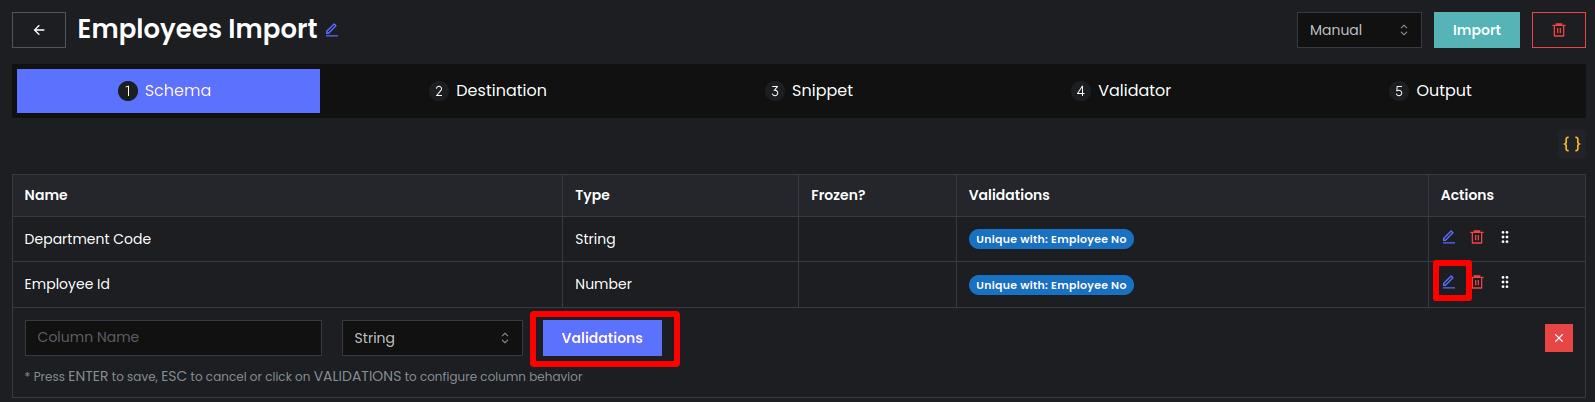 Employees Import
Manual
Import
1 Schema
2 Destination
3 Snippet
4 Validator
5 Output
{ }
Name Type Frozen? Validations Actions
Department Code String Unique with: Employee No
Employee Id Number Unique with: Employee No
Column Name String Validations
* Press ENTER to save, ESC to cancel or click on VALIDATIONS to configure column behavior